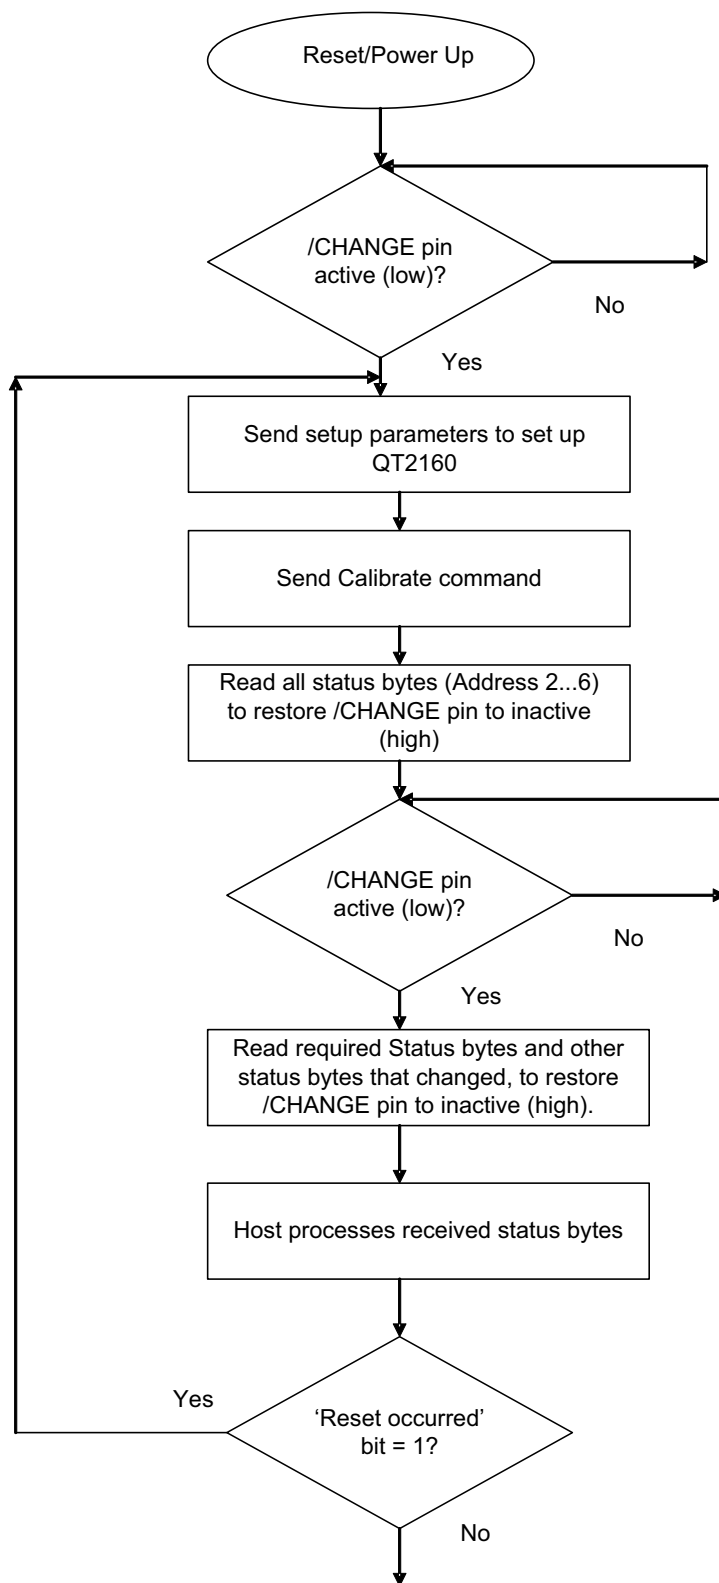 Reset/Power Up
/CHANGE pin
active (low)?
No
Yes
Send setup parameters to set up
QT2160
Send Calibrate command
Read all status bytes (Address 2...6)
to restore /CHANGE pin to inactive
(high)
/CHANGE pin
active (low)?
No
Yes
Read required Status bytes and other
status bytes that changed, to restore
/CHANGE pin to inactive (high).
Host processes received status bytes
Yes
‘Reset occurred’
bit = 1?
No